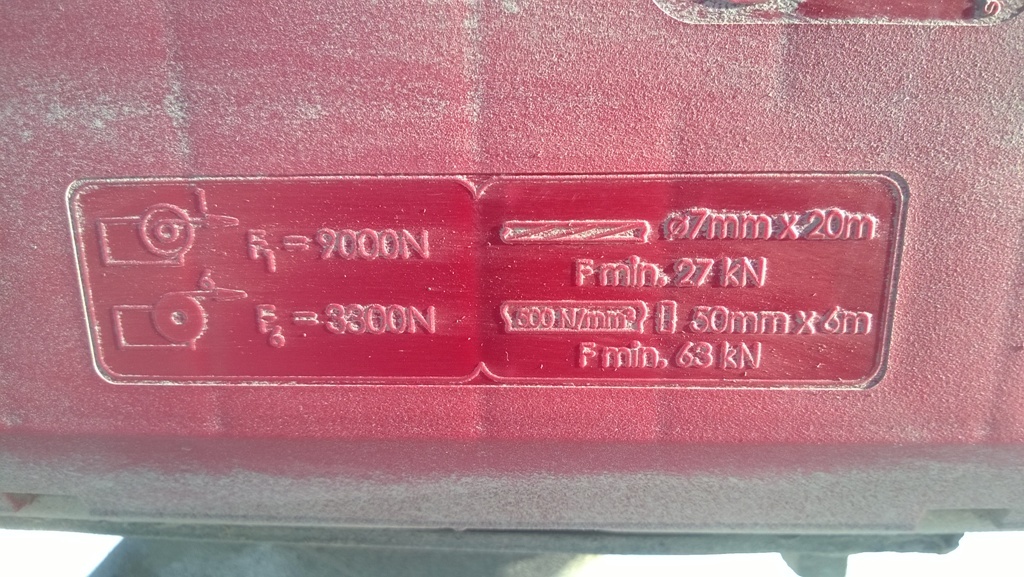 F₁ = 9000N
F₆ = 3300N
ø7mm x 20m
F min. 27 kN
500 N/mm² 50mm x 6m
F min. 63 kN